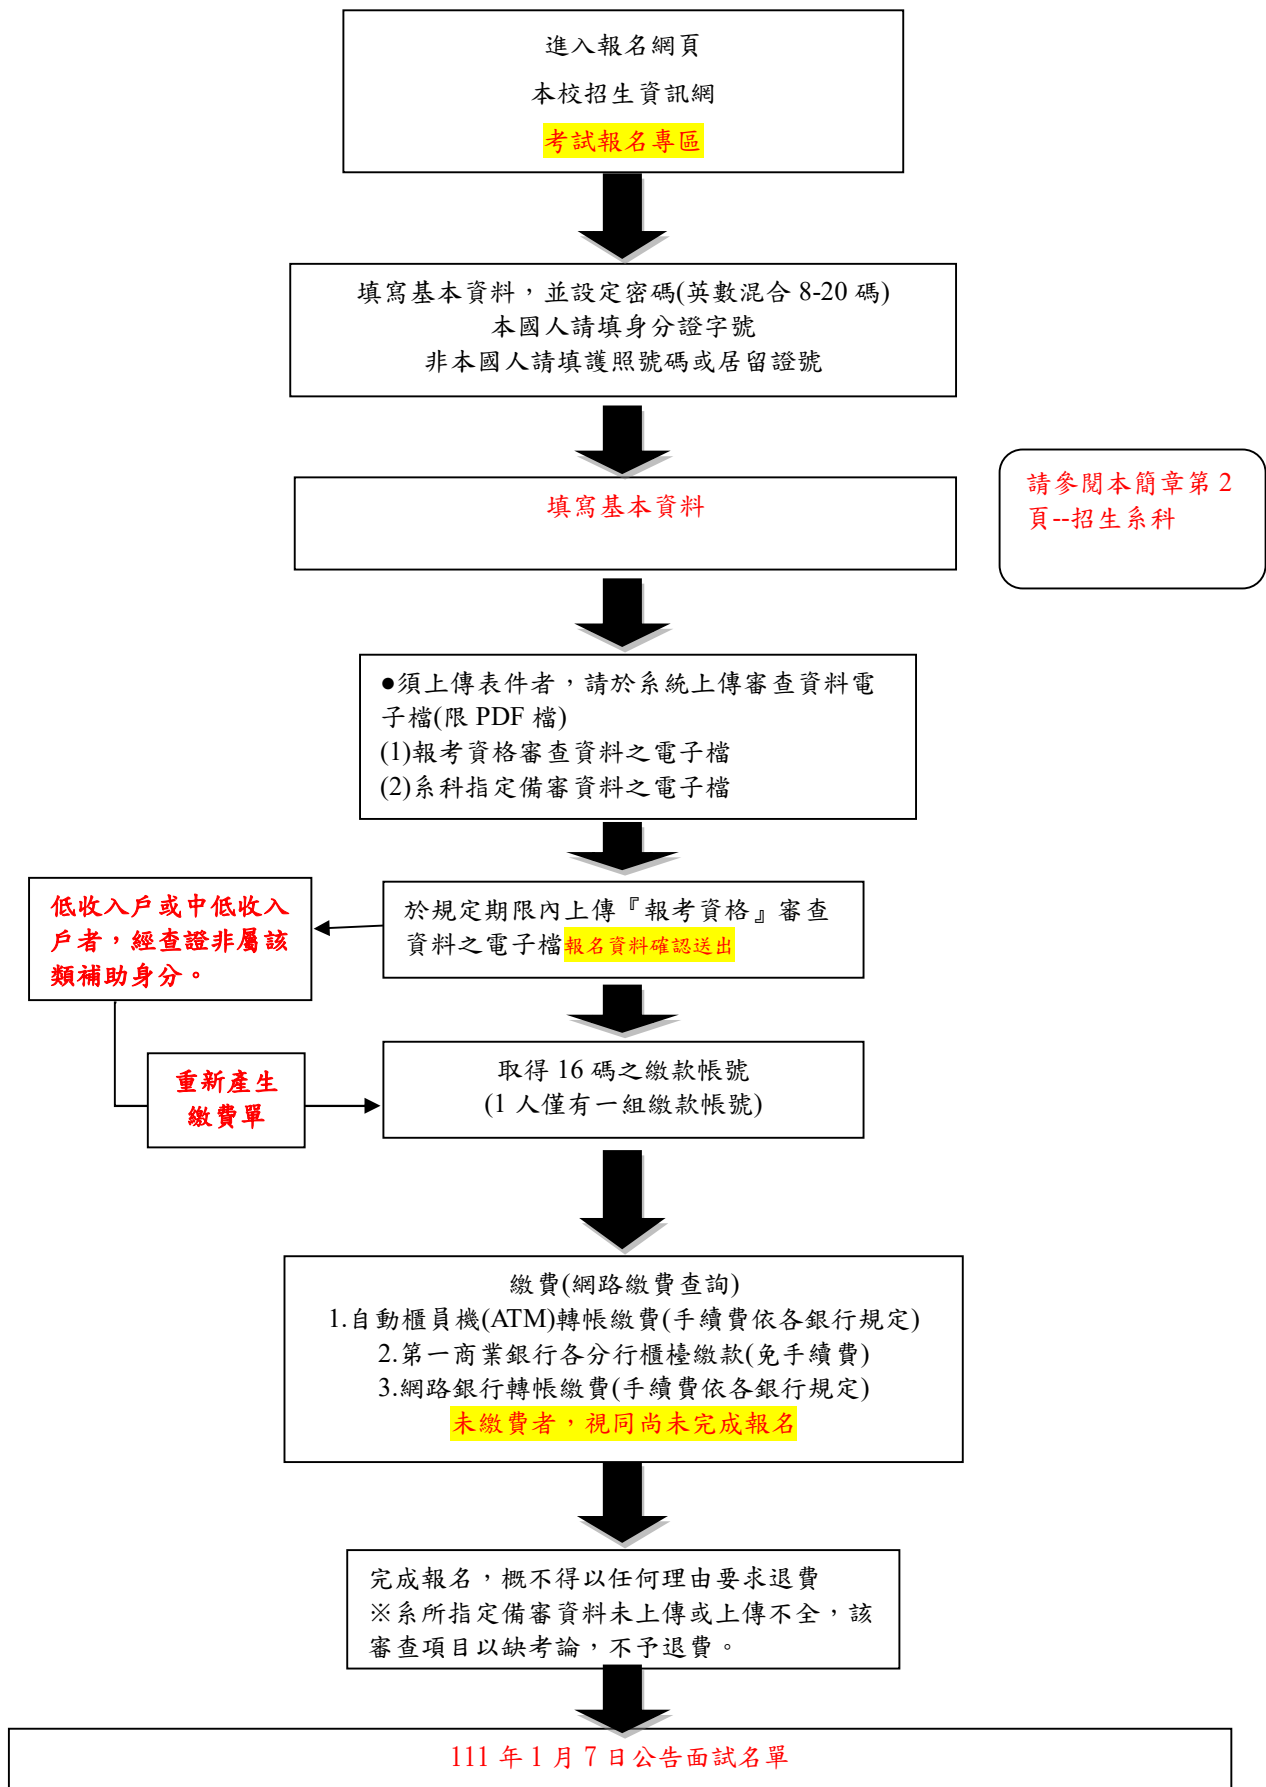 進入報名網頁
本校招生資訊網
考試報名專區
填寫基本資料，並設定密碼(英數混合 8-20 碼)
本國人請填身分證字號
非本國人請填護照號碼或居留證號
填寫基本資料
請參閱本簡章第 2
頁--招生系科
●須上傳表件者，請於系統上傳審查資料電
子檔(限 PDF 檔)
(1)報考資格審查資料之電子檔
(2)系科指定備審資料之電子檔
於規定期限內上傳『報考資格』審查
資料之電子檔報名資料確認送出
低收入戶或中低收入
戶者，經查證非屬該
類補助身分。
重新產生
繳費單
取得 16 碼之繳款帳號
(1 人僅有一組繳款帳號)
繳費(網路繳費查詢)
1.自動櫃員機(ATM)轉帳繳費(手續費依各銀行規定)
2.第一商業銀行各分行櫃檯繳款(免手續費)
3.網路銀行轉帳繳費(手續費依各銀行規定)
未繳費者，視同尚未完成報名
完成報名，概不得以任何理由要求退費
※系所指定備審資料未上傳或上傳不全，該
審查項目以缺考論，不予退費。
111 年 1 月 7 日公告面試名單